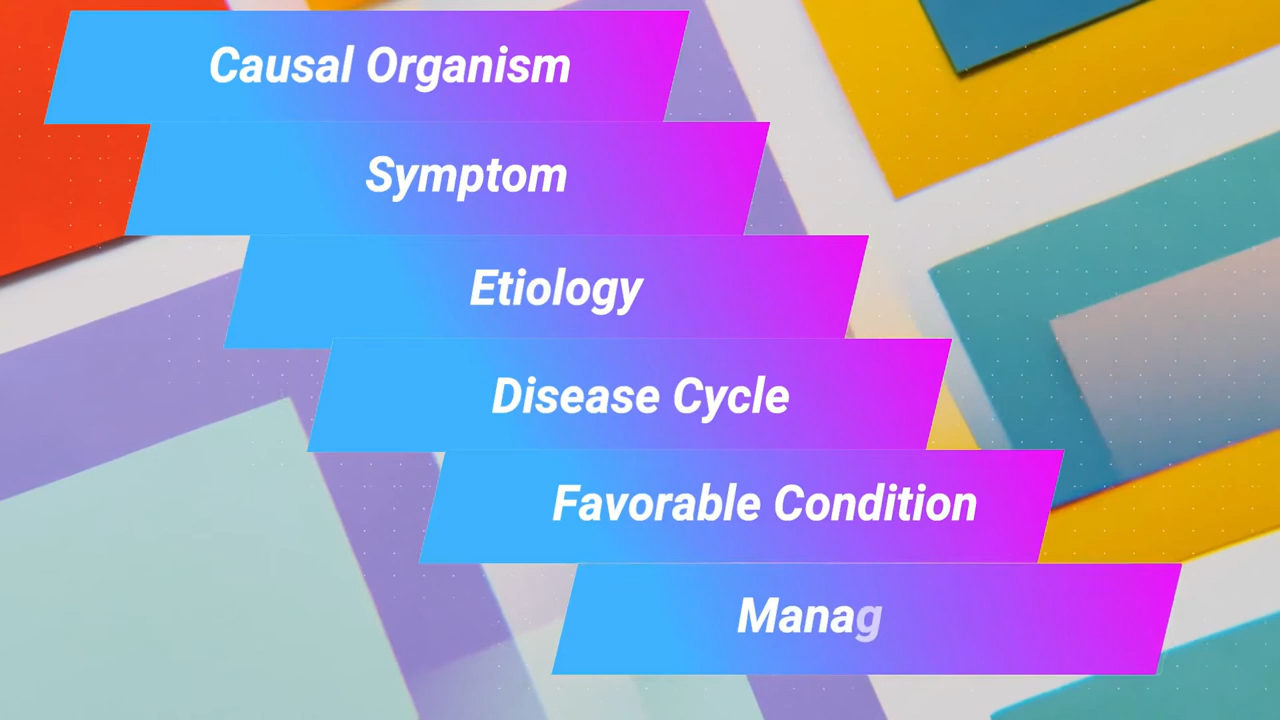 Causal Organism
Symptom
Etiology
Disease Cycle
Favorable Condition
Manag